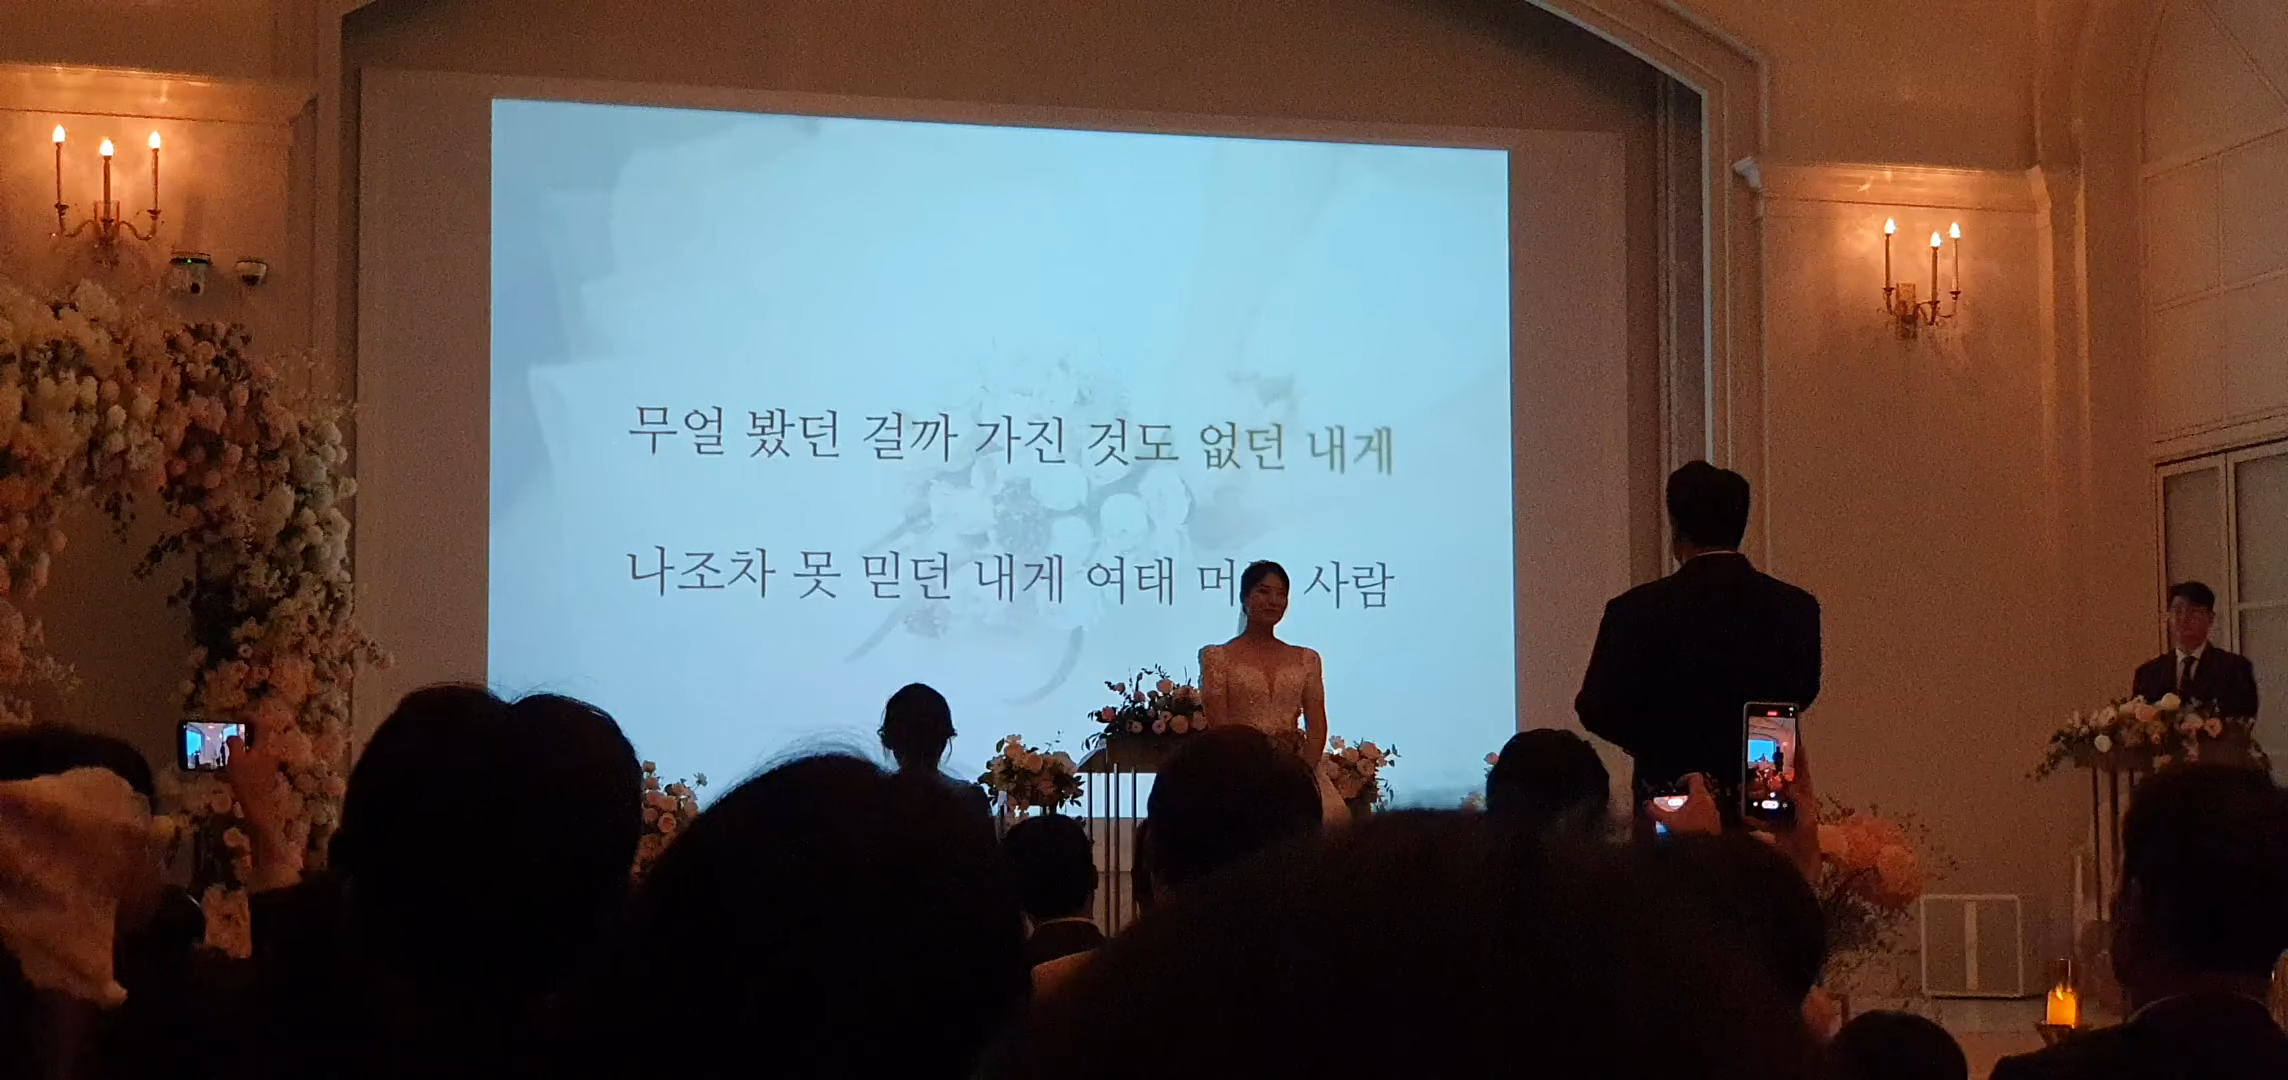 무얼 봤던 걸까 가진 것도 없던 내게
나조차 못 믿던 내게 여태 사람